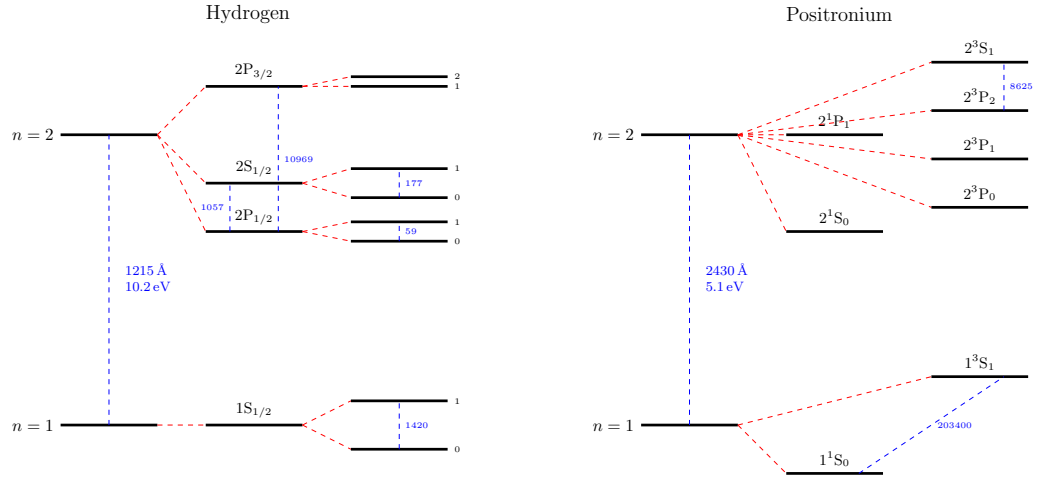 Hydrogen
2P3/2
2
1
n = 2
10969
2S1/2
1
177
0
1057
2P1/2
1
59
0
1215 Å
10.2 eV
1S1/2
1
n = 1
1420
0
Positronium
2³S₁
8625
2³P₂
n = 2
2¹P₁
2³P₁
2³P₀
2¹S₀
2430 Å
5.1 eV
1³S₁
n = 1
203400
1¹S₀